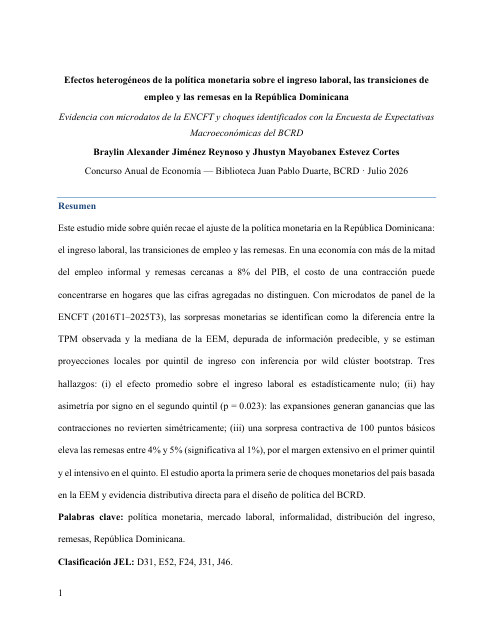 Efectos heterogéneos de la política monetaria sobre el ingreso laboral, las transiciones de
empleo y las remesas en la República Dominicana
Evidencia con microdatos de la ENCFT y choques identificados con la Encuesta de Expectativas
Macroeconómicas del BCRD
Braylin Alexander Jiménez Reynoso y Jhustyn Mayobanex Estevez Cortes
Concurso Anual de Economía — Biblioteca Juan Pablo Duarte, BCRD · Julio 2026
Resumen
Este estudio mide sobre quién recae el ajuste de la política monetaria en la República Dominicana:
el ingreso laboral, las transiciones de empleo y las remesas. En una economía con más de la mitad
del empleo informal y remesas cercanas a 8% del PIB, el costo de una contracción puede
concentrarse en hogares que las cifras agregadas no distinguen. Con microdatos de panel de la
ENCFT (2016T1–2025T3), las sorpresas monetarias se identifican como la diferencia entre la
TPM observada y la mediana de la EEM, depurada de información predecible, y se estiman
proyecciones locales por quintil de ingreso con inferencia por wild clúster bootstrap. Tres
hallazgos: (i) el efecto promedio sobre el ingreso laboral es estadísticamente nulo; (ii) hay
asimetría por signo en el segundo quintil (p = 0.023): las expansiones generan ganancias que las
contracciones no revierten simétricamente; (iii) una sorpresa contractiva de 100 puntos básicos
eleva las remesas entre 4% y 5% (significativa al 1%), por el margen extensivo en el primer quintil
y el intensivo en el quinto. El estudio aporta la primera serie de choques monetarios del país basada
en la EEM y evidencia distributiva directa para el diseño de política del BCRD.
Palabras clave: política monetaria, mercado laboral, informalidad, distribución del ingreso,
remesas, República Dominicana.
Clasificación JEL: D31, E52, F24, J31, J46.
1